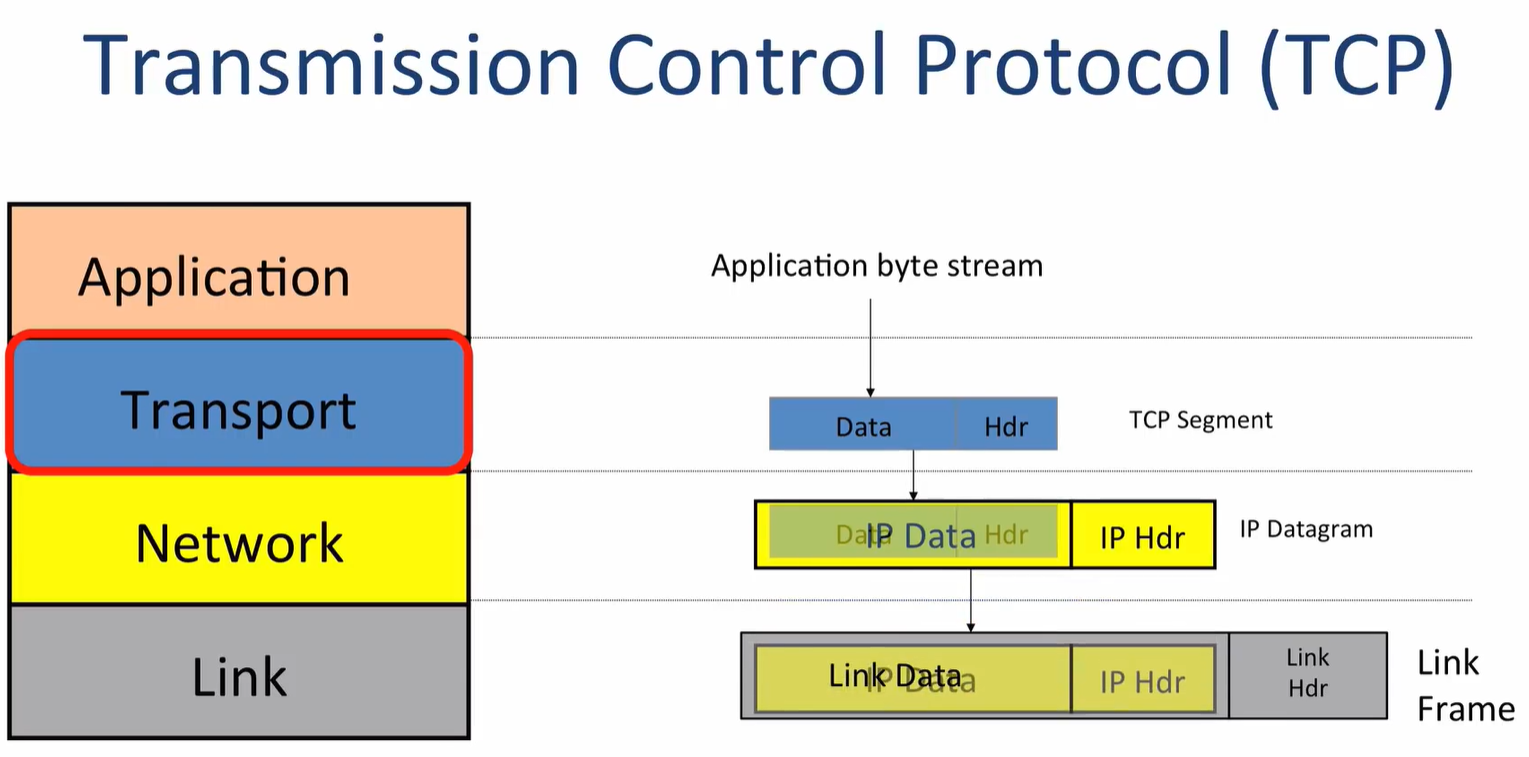 Transmission Control Protocol (TCP)
Application
Application byte stream
Transport
Data Hdr
TCP Segment
Network
Data Hdr
IP Data
IP Hdr
IP Datagram
Link
Link Data
IP Data
IP Hdr
Link
Hdr
Link
Frame